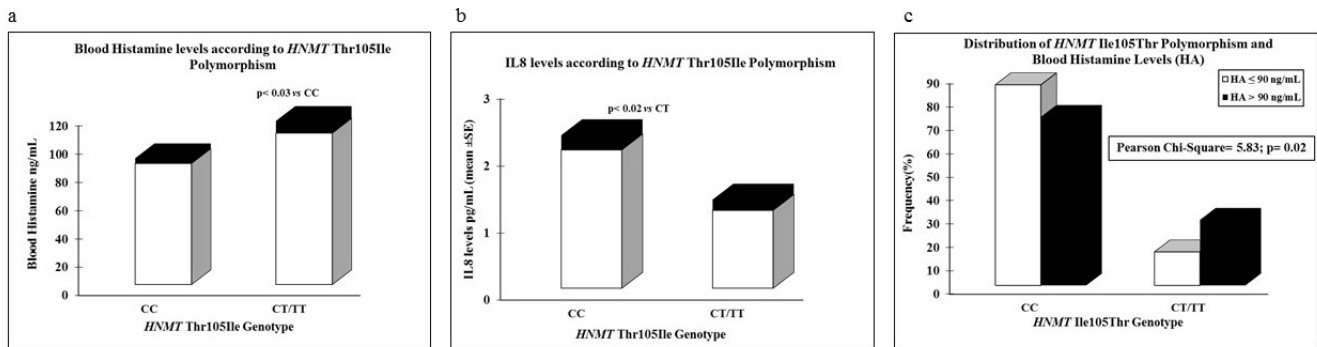 a
Blood Histamine levels according to HNMT Thr105Ile
Polymorphism
p< 0.03 vs CC
Blood Histamine ng/mL
120
100
80
60
40
20
0
CC
CT/TT
HNMT Thr105Ile Genotype
b
IL8 levels according to HNMT Thr105Ile Polymorphism
p< 0.02 vs CT
IL8 levels pg/mL (mean ±SE)
3
2
1
0
CC
CT/TT
HNMT Thr105Ile Genotype
c
Distribution of HNMT Ile105Thr Polymorphism and
Blood Histamine Levels (HA)
HA ≤ 90 ng/mL
HA > 90 ng/mL
Pearson Chi-Square= 5.83; p= 0.02
Frequency(%)
90
80
70
60
50
40
30
20
10
0
CC
CT/TT
HNMT Ile105Thr Genotype